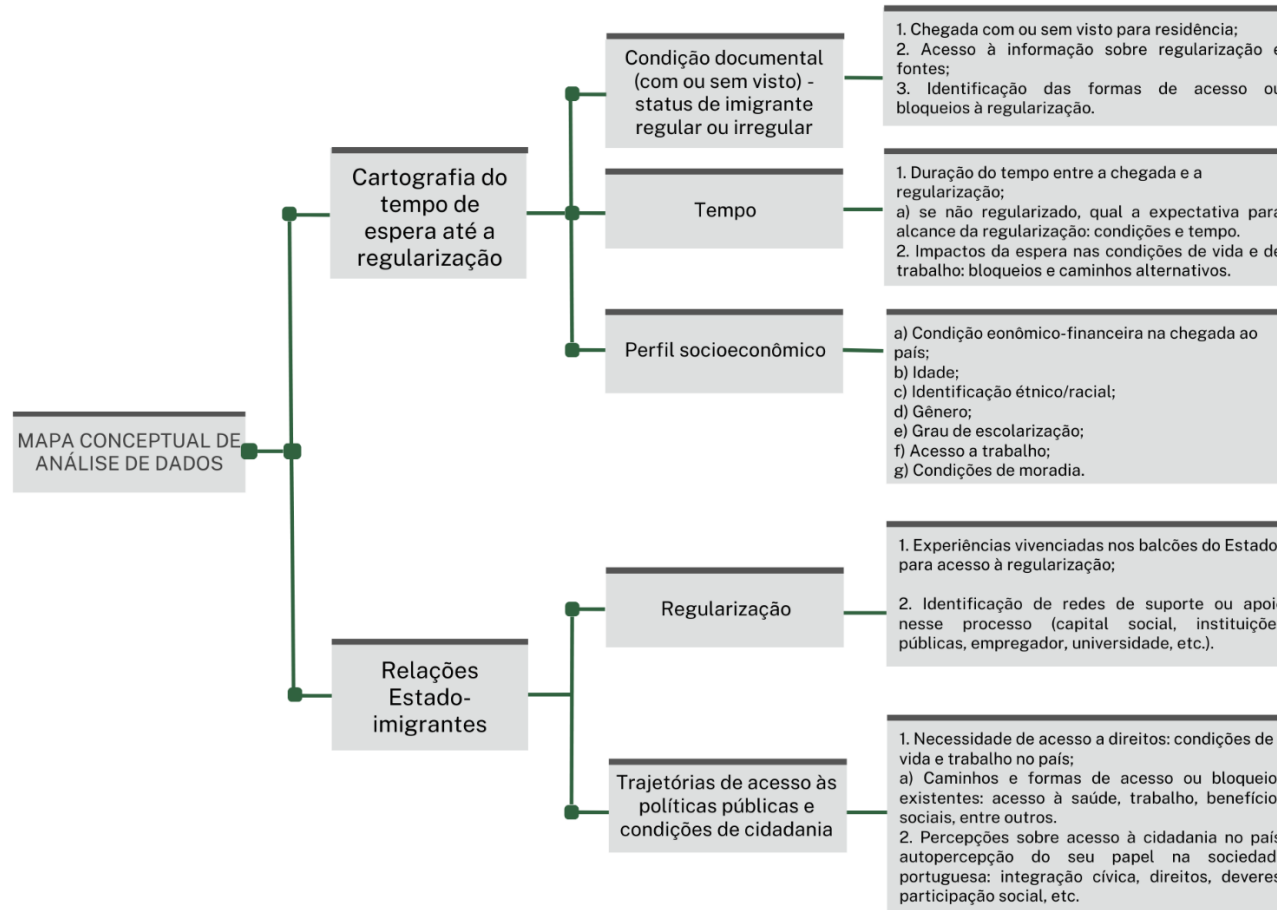 MAPA CONCEPTUAL DE
ANÁLISE DE DADOS
Cartografia do
tempo de
espera até a
regularização
Condição documental
(com ou sem visto) -
status de imigrante
regular ou irregular
1. Chegada com ou sem visto para residência;
2. Acesso à informação sobre regularização e
fontes;
3. Identificação das formas de acesso ou
bloqueios à regularização.
Tempo
1. Duração do tempo entre a chegada e a
regularização;
a) se não regularizado, qual a expectativa para
alcance da regularização: condições e tempo.
2. Impactos da espera nas condições de vida e de
trabalho: bloqueios e caminhos alternativos.
Perfil socioeconômico
a) Condição eonômico-financeira na chegada ao
país;
b) Idade;
c) Identificação étnico/racial;
d) Gênero;
e) Grau de escolarização;
f) Acesso a trabalho;
g) Condições de moradia.
Relações
Estado-
imigrantes
Regularização
1. Experiências vivenciadas nos balcões do Estado
para acesso à regularização;
2. Identificação de redes de suporte ou apoi
nesse processo (capital social, instituiçõe
públicas, empregador, universidade, etc.).
Trajetórias de acesso às
políticas públicas e
condições de cidadania
1. Necessidade de acesso a direitos: condições de
vida e trabalho no país;
a) Caminhos e formas de acesso ou bloqueio
existentes: acesso à saúde, trabalho, benefício
sociais, entre outros.
2. Percepções sobre acesso à cidadania no país
autopercepção do seu papel na sociedad
portuguesa: integração cívica, direitos, deveres
participação social, etc.